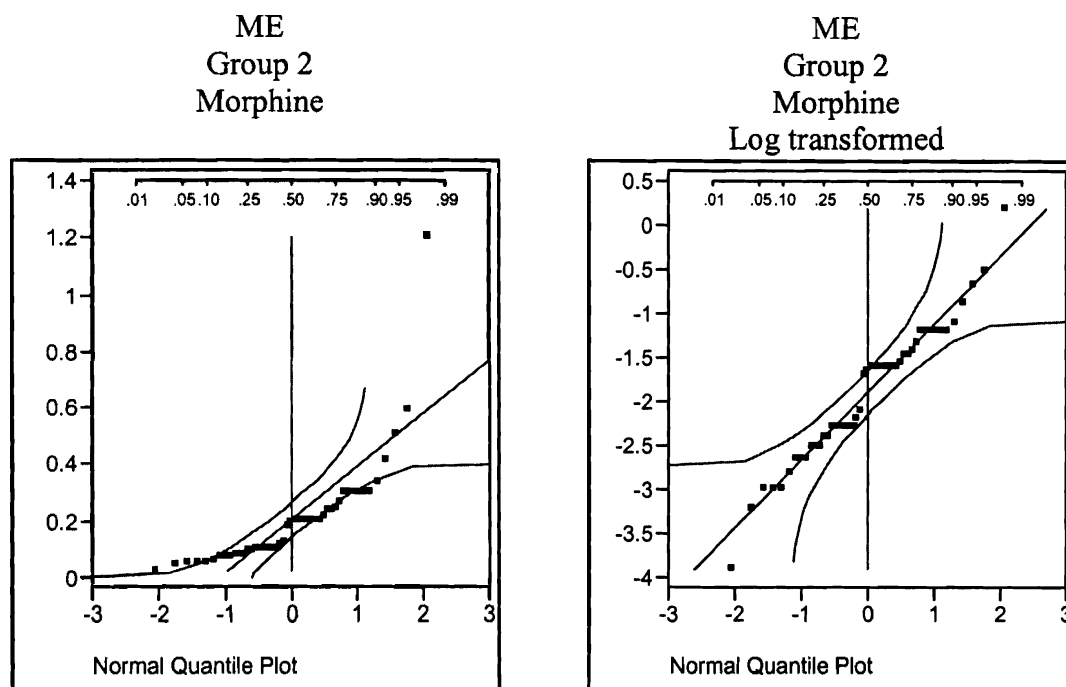 ME
Group 2
Morphine
1.4
1.2
1
0.8
0.6
0.4
0.2
0
.01 .05 .10 .25 .50 .75 .90 .95 .99
-3 -2 -1 0 1 2 3
Normal Quantile Plot
ME
Group 2
Morphine
Log transformed
0.5
0
-0.5
-1
-1.5
-2
-2.5
-3
-3.5
-4
.01 .05 .10 .25 .50 .75 .90 .95 .99
-3 -2 -1 0 1 2 3
Normal Quantile Plot